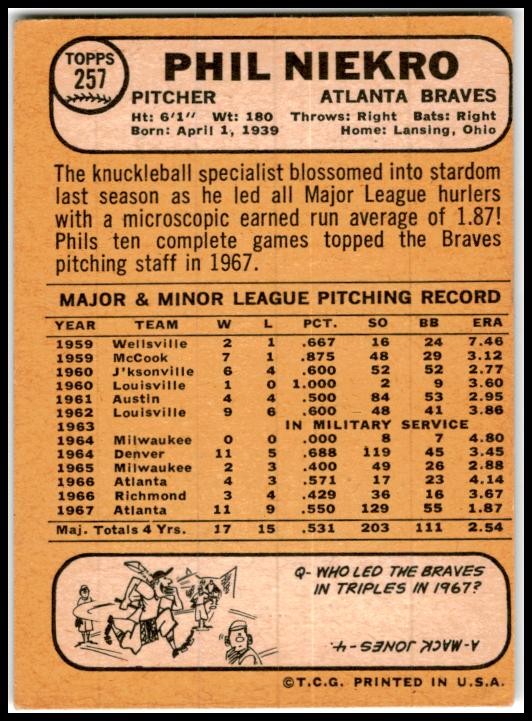 TOPPS
257
PHIL NIEKRO
PITCHER ATLANTA BRAVES
Ht: 6'1" Wt: 180 Throws: Right Bats: Right
Born: April 1, 1939 Home: Lansing, Ohio
The knuckleball specialist blossomed into stardom
last season as he led all Major League hurlers
with a microscopic earned run average of 1.87!
Phils ten complete games topped the Braves
pitching staff in 1967.
MAJOR & MINOR LEAGUE PITCHING RECORD
YEAR TEAM W L PCT. SO BB ERA
1959 Wellsville 2 1 .667 16 24 7.46
1959 McCook 7 1 .875 48 29 3.12
1960 J'ksonville 6 4 .600 52 52 2.77
1960 Louisville 1 0 1.000 2 9 3.60
1961 Austin 4 4 .500 84 53 2.95
1962 Louisville 9 6 .600 48 41 3.86
1963 IN MILITARY SERVICE
1964 Milwaukee 0 0 .000 8 7 4.80
1964 Denver 11 5 .688 119 45 3.45
1965 Milwaukee 2 3 .400 49 26 2.88
1966 Atlanta 4 3 .571 17 23 4.14
1966 Richmond 3 4 .429 36 16 3.67
1967 Atlanta 11 9 .550 129 55 1.87
Maj. Totals 4 Yrs. 17 15 .531 203 111 2.54
Q- WHO LED THE BRAVES
IN TRIPLES IN 1967?
A- MACK JONES-4.
©T.C.G. PRINTED IN U.S.A.